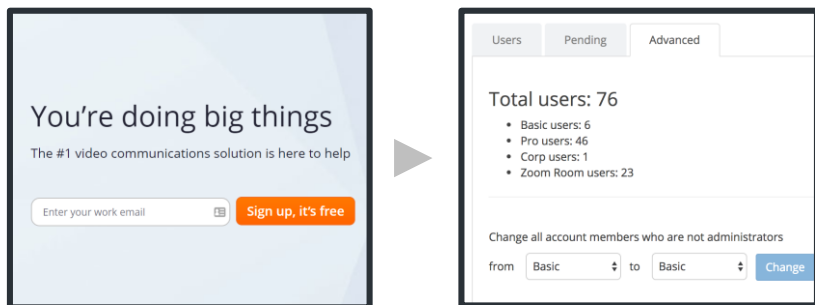 You're doing big things
The #1 video communications solution is here to help
Enter your work email
Sign up, it's free
Users Pending Advanced
Total users: 76
• Basic users: 6
• Pro users: 46
• Corp users: 1
• Zoom Room users: 23
Change all account members who are not administrators
from Basic to Basic Change